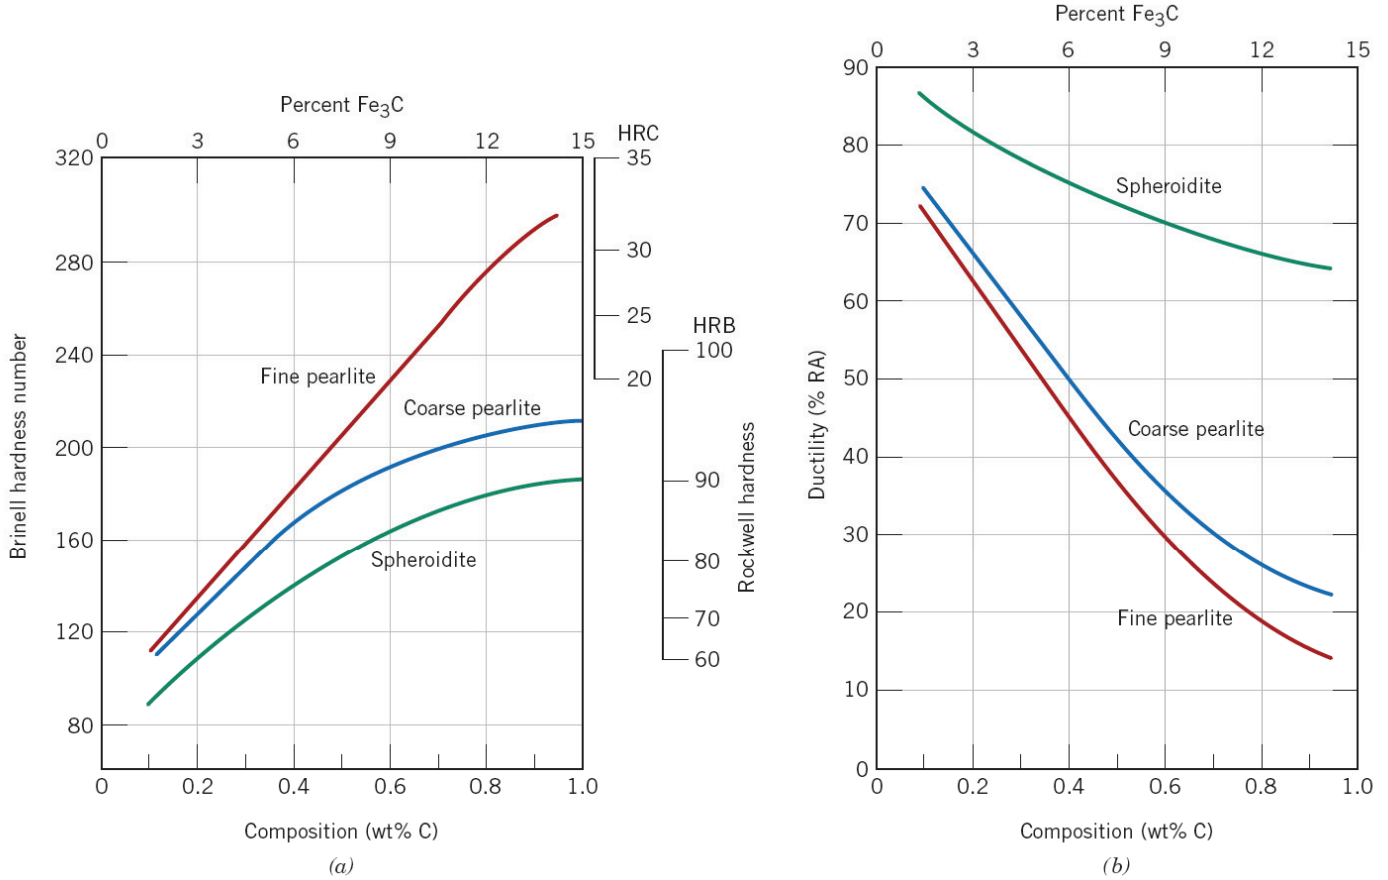 Percent Fe3C
0 3 6 9 12 15
HRC
320
280
240
200
160
120
80
35
30
25
20
HRB
100
90
80
70
60
Fine pearlite
Coarse pearlite
Spheroidite
Brinell hardness number
Rockwell hardness
0 0.2 0.4 0.6 0.8 1.0
Composition (wt% C)
(a)
Percent Fe3C
0 3 6 9 12 15
90
80
70
60
50
40
30
20
10
0
Spheroidite
Coarse pearlite
Fine pearlite
Ductility (% RA)
0 0.2 0.4 0.6 0.8 1.0
Composition (wt% C)
(b)